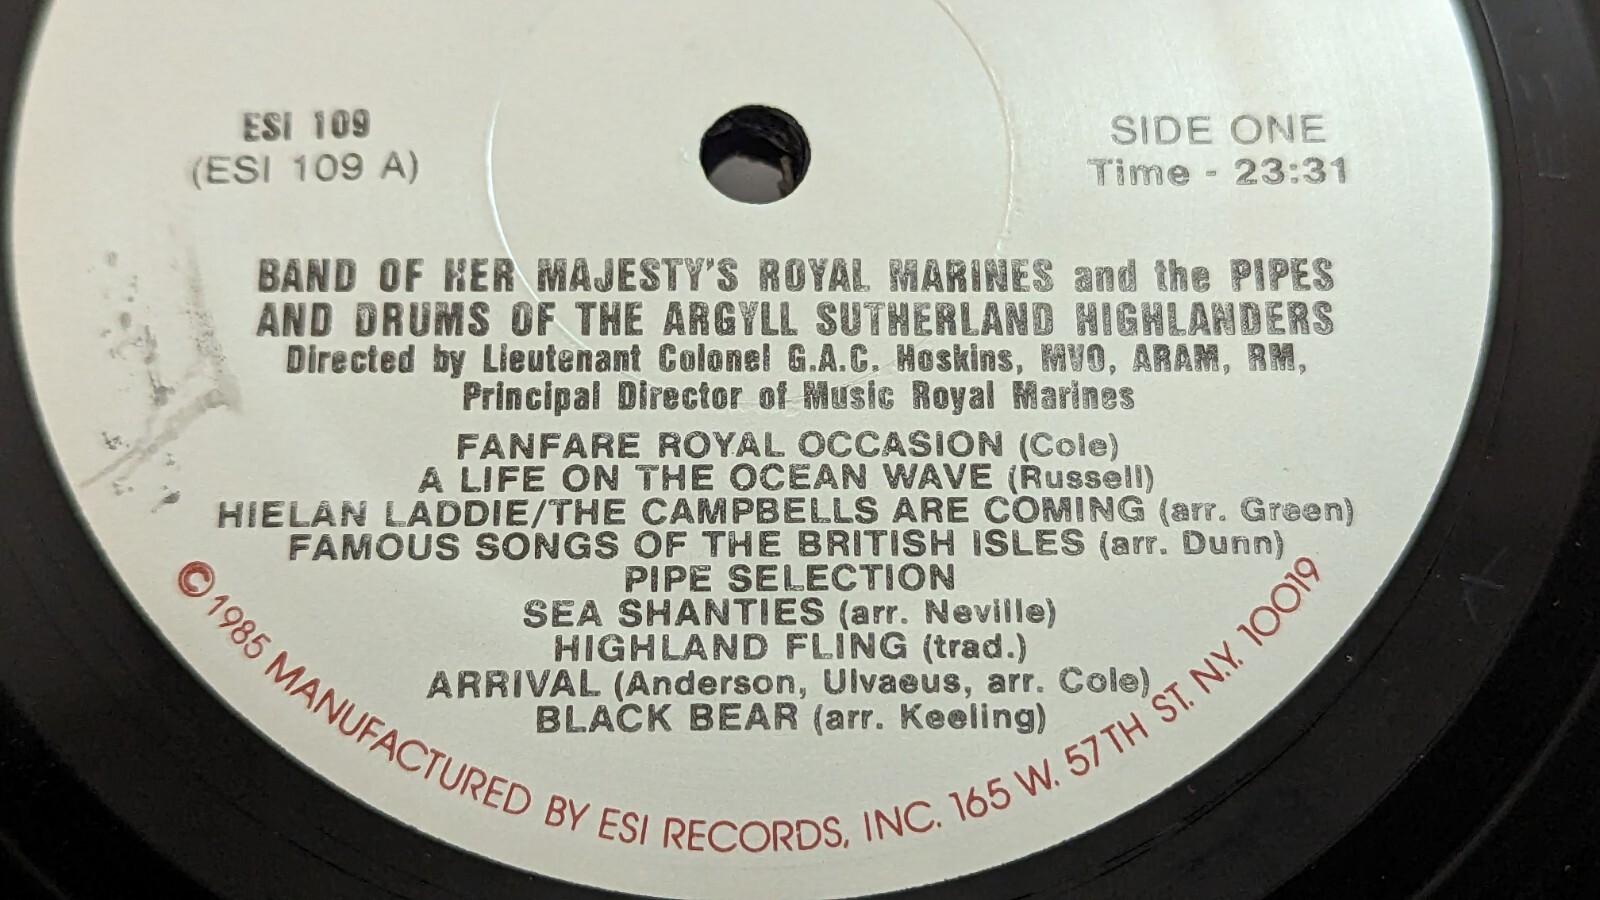 ESI 109
(ESI 109 A)
SIDE ONE
Time - 23:31
BAND OF HER MAJESTY'S ROYAL MARINES and the PIPES
AND DRUMS OF THE ARGYLL SUTHERLAND HIGHLANDERS
Directed by Lieutenant Colonel G.A.C. Hoskins, MVO, ARAM, RM,
Principal Director of Music Royal Marines
FANFARE ROYAL OCCASION (Cole)
A LIFE ON THE OCEAN WAVE (Russell)
HIELAN LADDIE/THE CAMPBELLS ARE COMING (arr. Green)
FAMOUS SONGS OF THE BRITISH ISLES (arr. Dunn)
PIPE SELECTION
SEA SHANTIES (arr. Neville)
HIGHLAND FLING (trad.)
ARRIVAL (Anderson, Ulvaeus, arr. Cole)
BLACK BEAR (arr. Keeling)
© 1985 MANUFACTURED BY ESI RECORDS, INC. 165 W. 57TH ST. N.Y. 10019